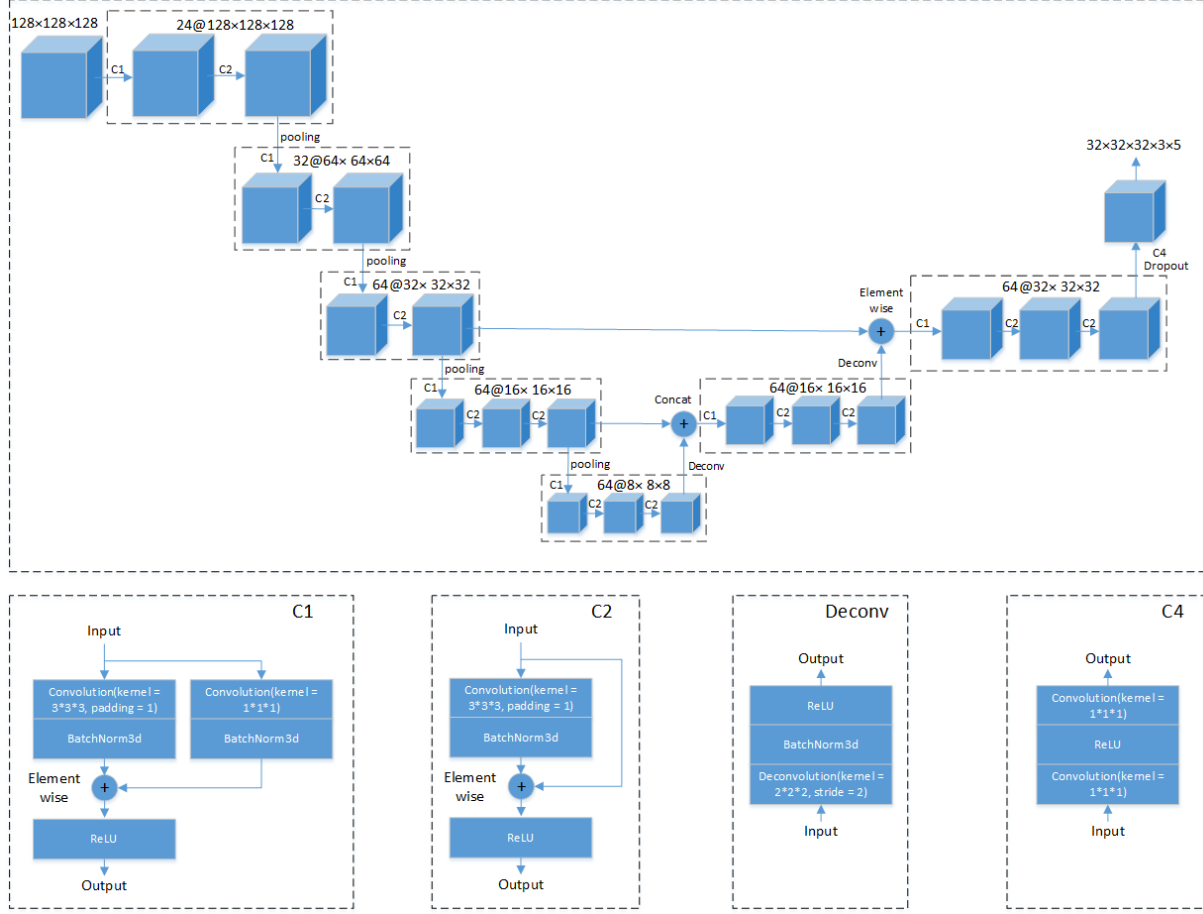 128×128×128
24@128×128×128
C1
C2
pooling
C1
32@64× 64×64
C2
pooling
C1
64@32× 32×32
C2
pooling
C1
64@16× 16×16
C2
C2
pooling
C1
64@8× 8×8
C2
C2
Deconv
Concat
C1
64@16× 16×16
C2
C2
Deconv
Element
wise
+
+
C1
64@32× 32×32
C2
C2
C4
Dropout
32×32×32×3×5
C1
Input
Convolution(kernel =
3*3*3, padding = 1)
BatchNorm3d
Convolution(kernel =
1*1*1)
BatchNorm3d
Element
wise
+
ReLU
Output
C2
Input
Convolution(kernel =
3*3*3, padding = 1)
BatchNorm3d
Element
wise
+
ReLU
Output
Deconv
Output
ReLU
BatchNorm3d
Deconvolution(kernel =
2*2*2, stride = 2)
Input
C4
Output
Convolution(kernel =
1*1*1)
ReLU
Convolution(kernel =
1*1*1)
Input